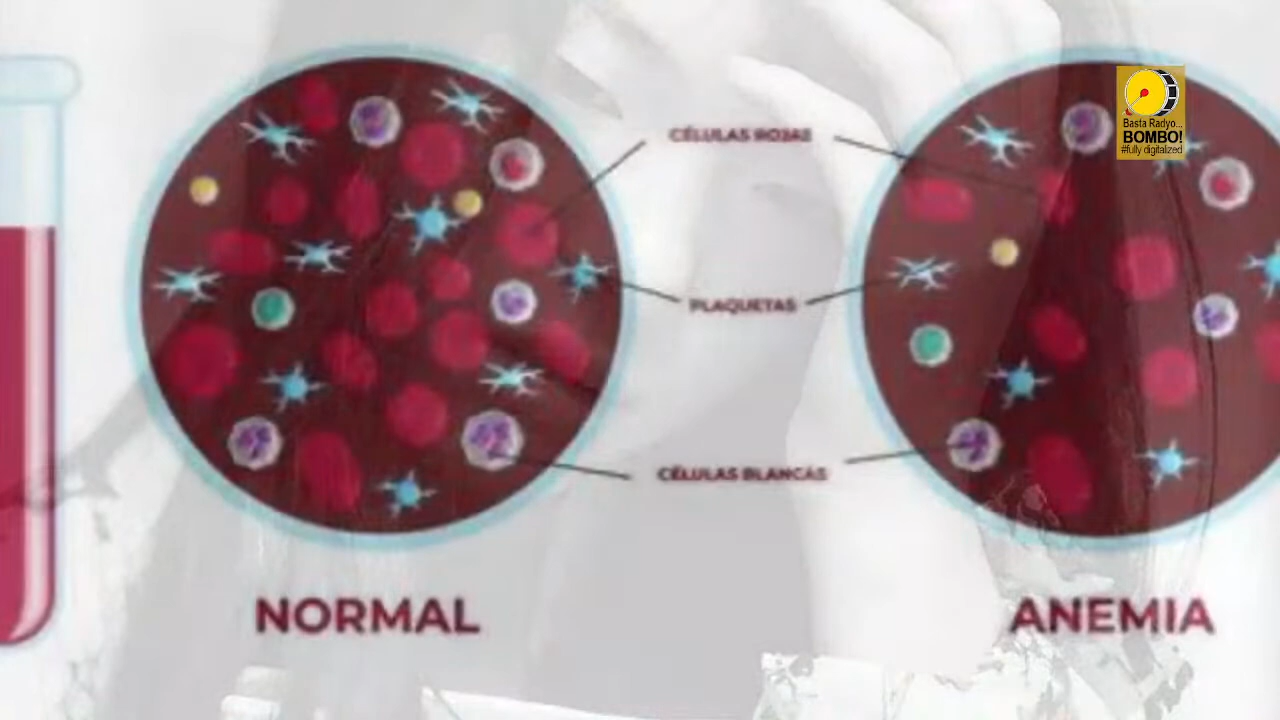 CÉLULAS ROJAS
PLAQUETAS
CÉLULAS BLANCAS
NORMAL
ANEMIA
Basta Radyo...
BOMBO!
#fully digitalized